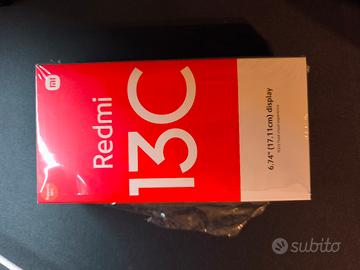 mi
Redmi
13C
6.74" (17.11cm) display
subito